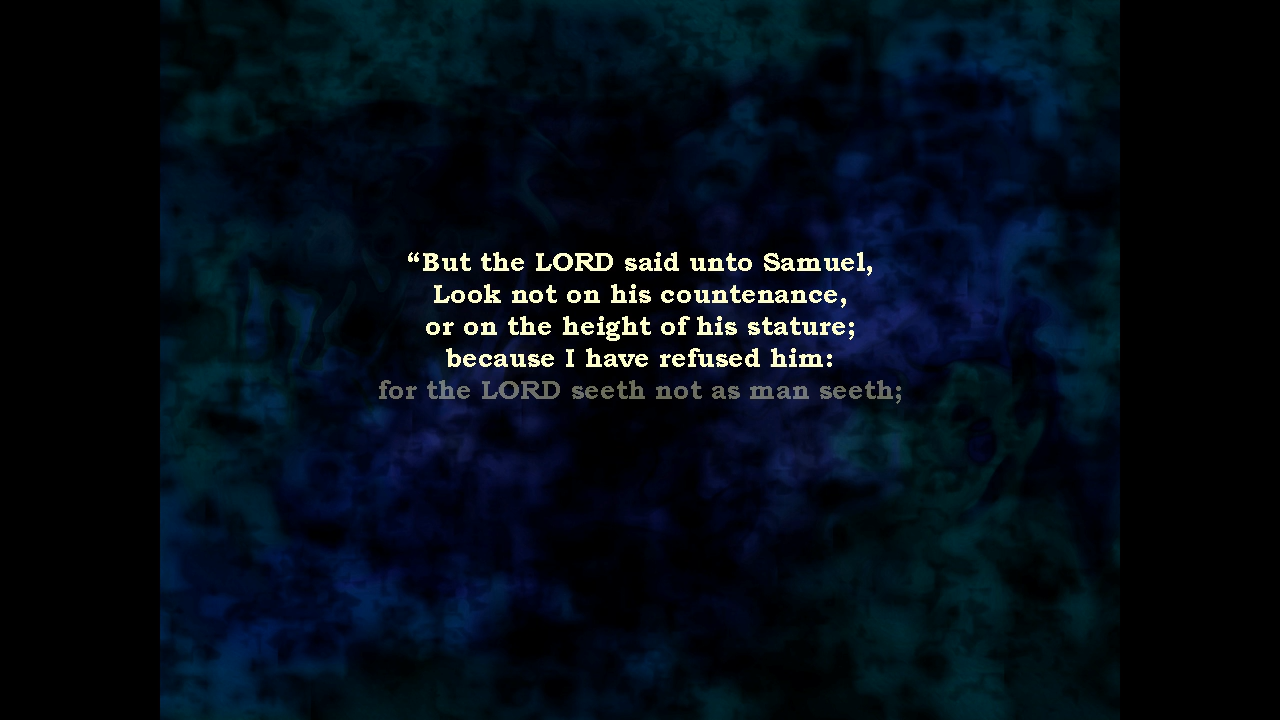 “But the LORD said unto Samuel,
Look not on his countenance,
or on the height of his stature;
because I have refused him:
for the LORD seeth not as man seeth;